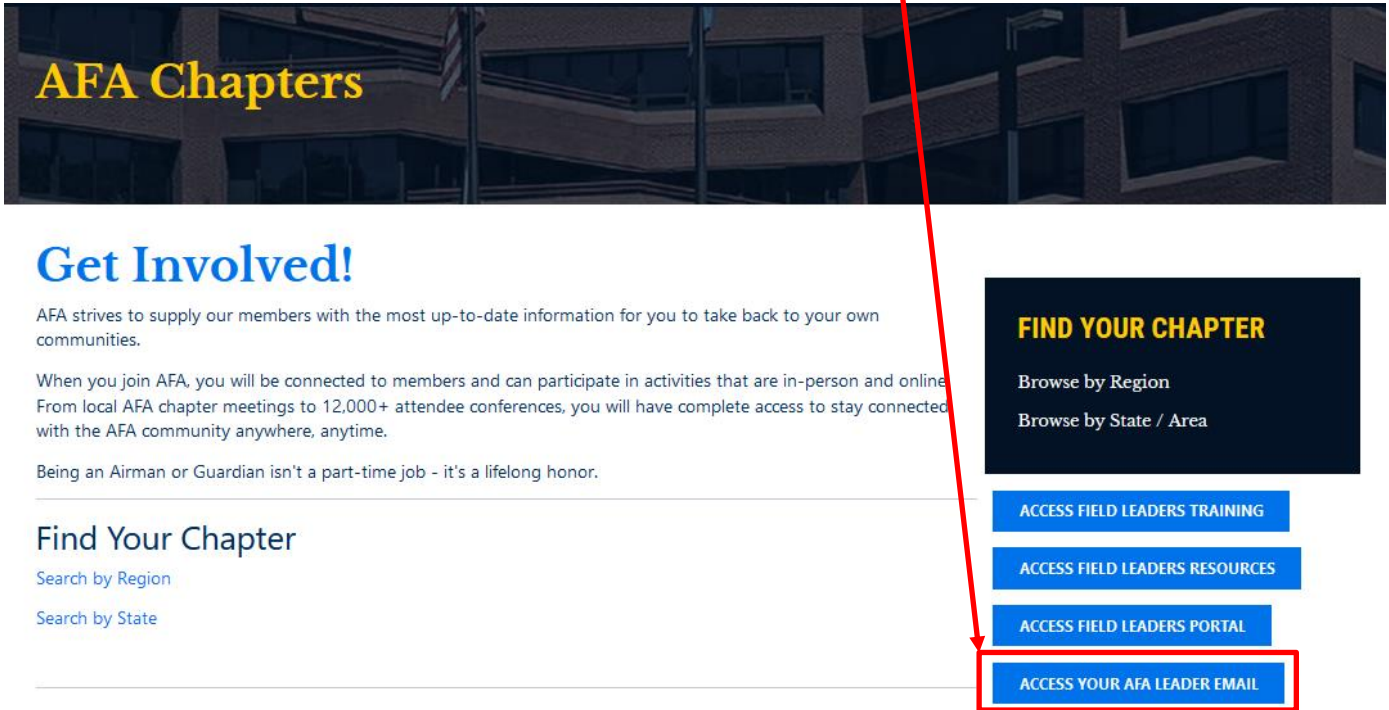 AFA Chapters
Get Involved!
AFA strives to supply our members with the most up-to-date information for you to take back to your own
communities.
When you join AFA, you will be connected to members and can participate in activities that are in-person and online.
From local AFA chapter meetings to 12,000+ attendee conferences, you will have complete access to stay connected
with the AFA community anywhere, anytime.
Being an Airman or Guardian isn't a part-time job - it's a lifelong honor.
Find Your Chapter
Search by Region
Search by State
FIND YOUR CHAPTER
Browse by Region
Browse by State / Area
ACCESS FIELD LEADERS TRAINING
ACCESS FIELD LEADERS RESOURCES
ACCESS FIELD LEADERS PORTAL
ACCESS YOUR AFA LEADER EMAIL